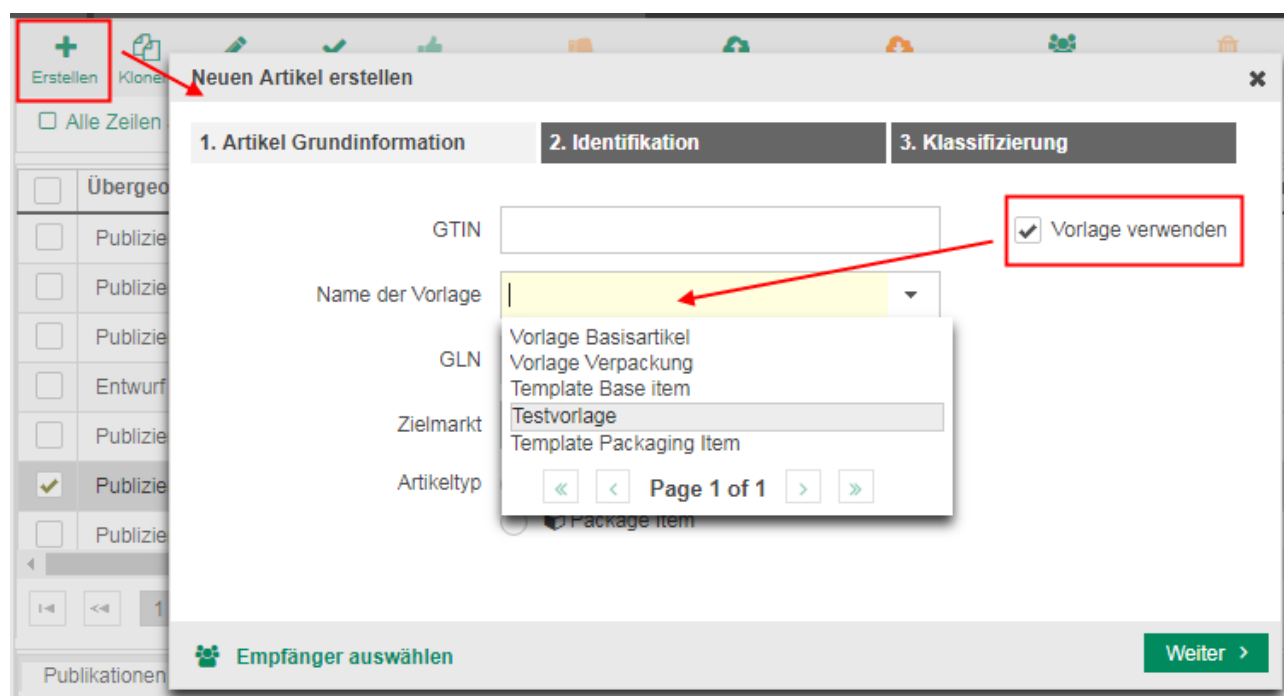 Erstellen
Klonen
Neuen Artikel erstellen
Alle Zeilen
1. Artikel Grundinformation
2. Identifikation
3. Klassifizierung
Übergeo
Publizie
Publizie
Publizie
Entwurf
Publizie
Publizie
Publizie
GTIN
Vorlage verwenden
Name der Vorlage
Vorlage Basisartikel
Vorlage Verpackung
Template Base item
Testvorlage
Template Packaging Item
Page 1 of 1
GLN
Zielmarkt
Artikeltyp
Package Item
1
Empfänger auswählen
Weiter
Publikationen